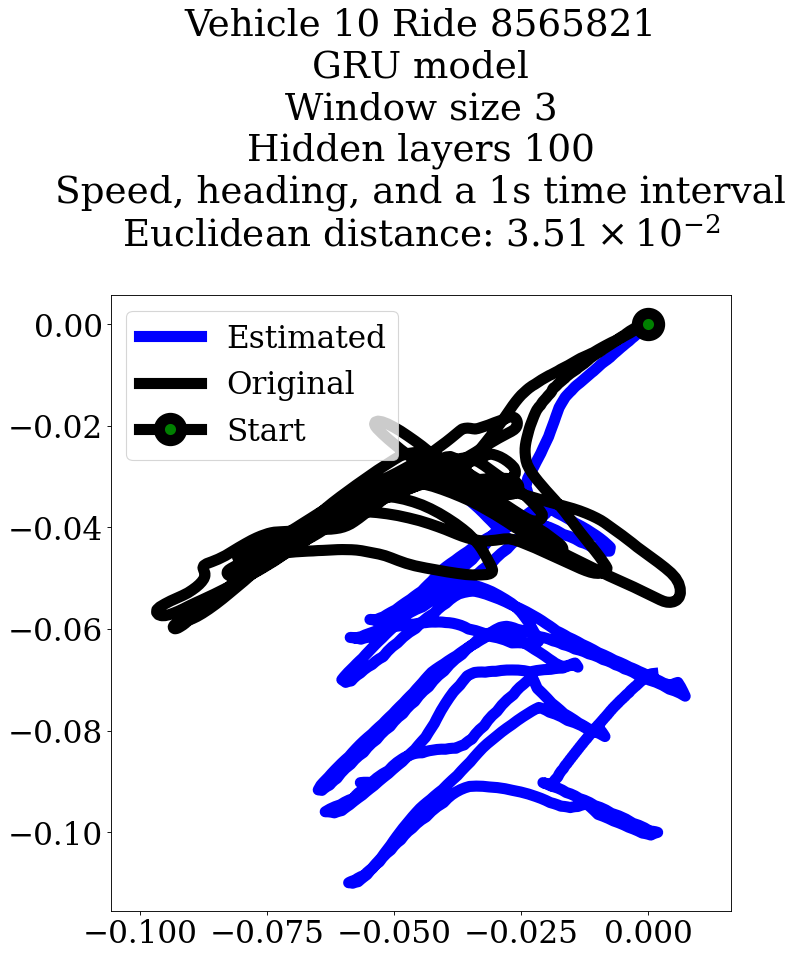 Vehicle 10 Ride 8565821
GRU model
Window size 3
Hidden layers 100
Speed, heading, and a 1s time interval
Euclidean distance: 3.51 × 10⁻²
Estimated
Original
Start
0.00
−0.02
−0.04
−0.06
−0.08
−0.10
−0.100 −0.075 −0.050 −0.025 0.000